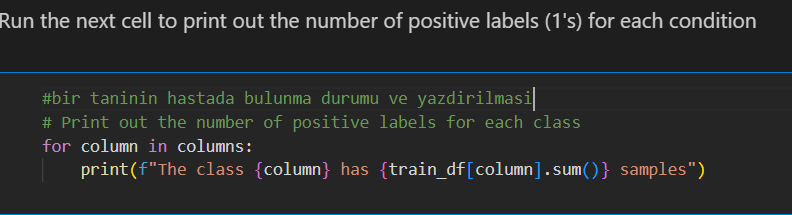 Run the next cell to print out the number of positive labels (1's) for each condition
#bir taninin hastada bulunma durumu ve yazdirilmasi
# Print out the number of positive labels for each class
for column in columns:
    print(f"The class {column} has {train_df[column].sum()} samples")